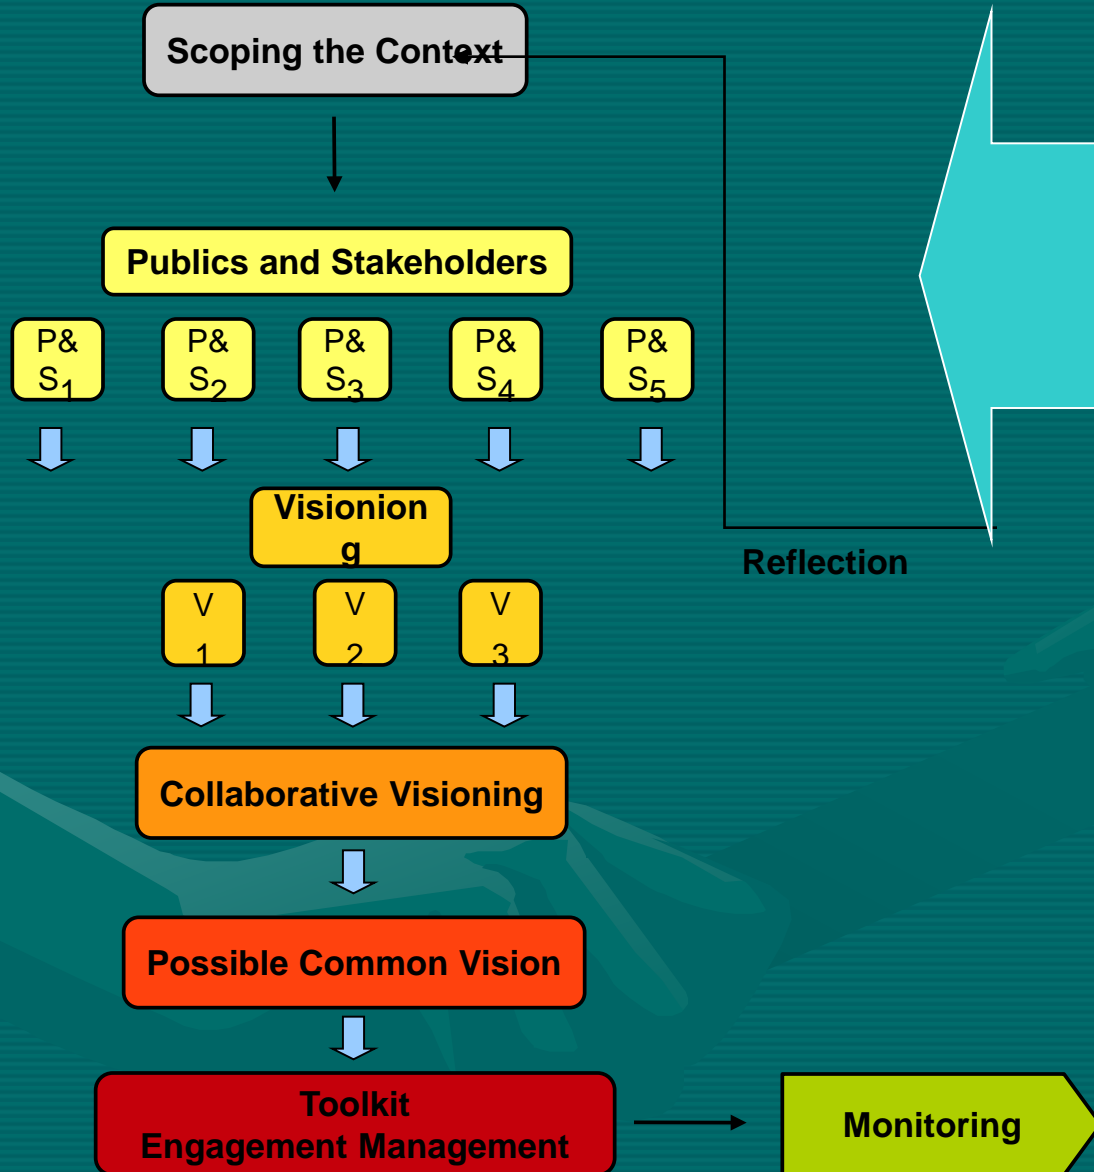 Scoping the Context
Publics and Stakeholders
P&
S1
P&
S2
P&
S3
P&
S4
P&
S5
Visionion
g
Reflection
V
1
V
2
V
3
Collaborative Visioning
Possible Common Vision
Toolkit
Engagement Management
Monitoring